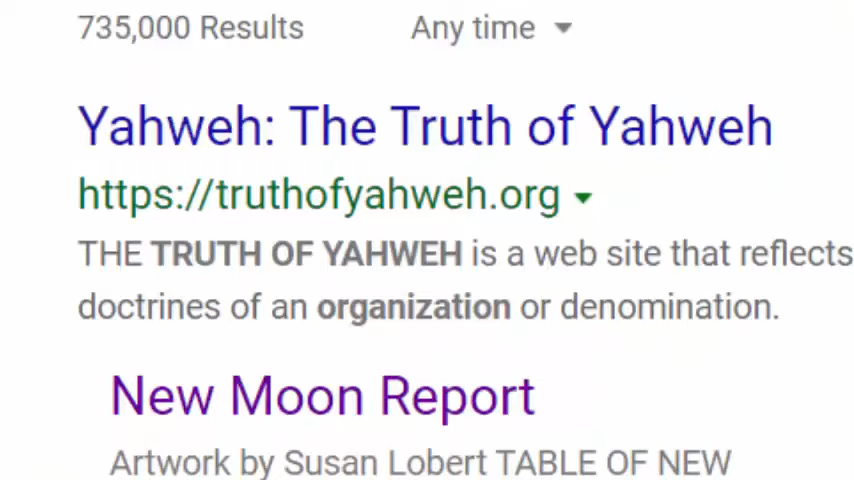 735,000 Results Any time
Yahweh: The Truth of Yahweh
https://truthofyahweh.org
THE TRUTH OF YAHWEH is a web site that reflects
doctrines of an organization or denomination.
New Moon Report
Artwork by Susan Lobert TABLE OF NEW